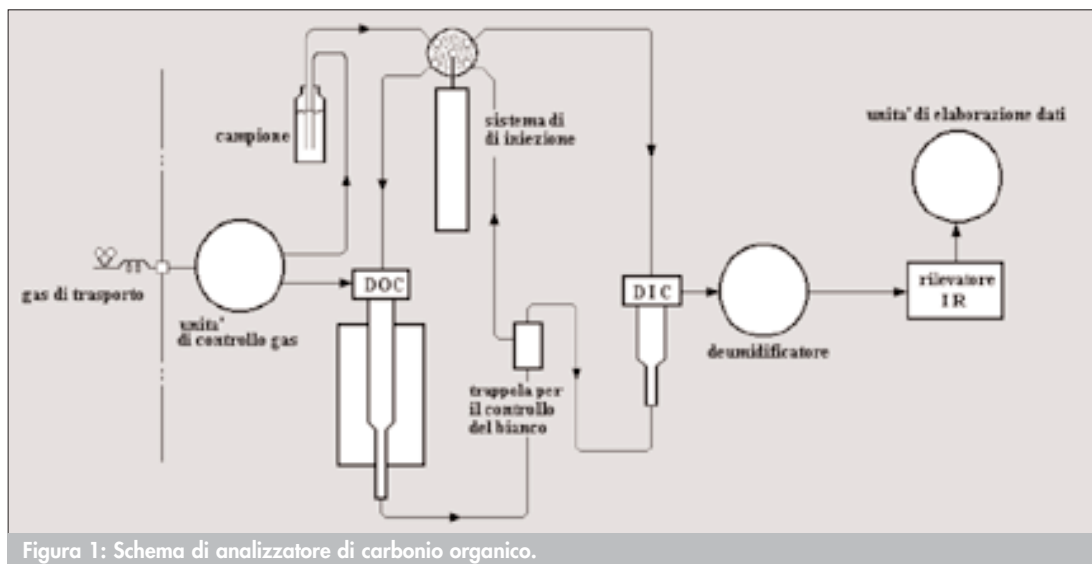 campione
sistema di
di iniezione
unita' di elaborazione dati
gas di trasporto
unita'
di controllo gas
DOC
DIC
deumidificatore
rilevatore
IR
trappola per
il controllo
del bianco
Figura 1: Schema di analizzatore di carbonio organico.